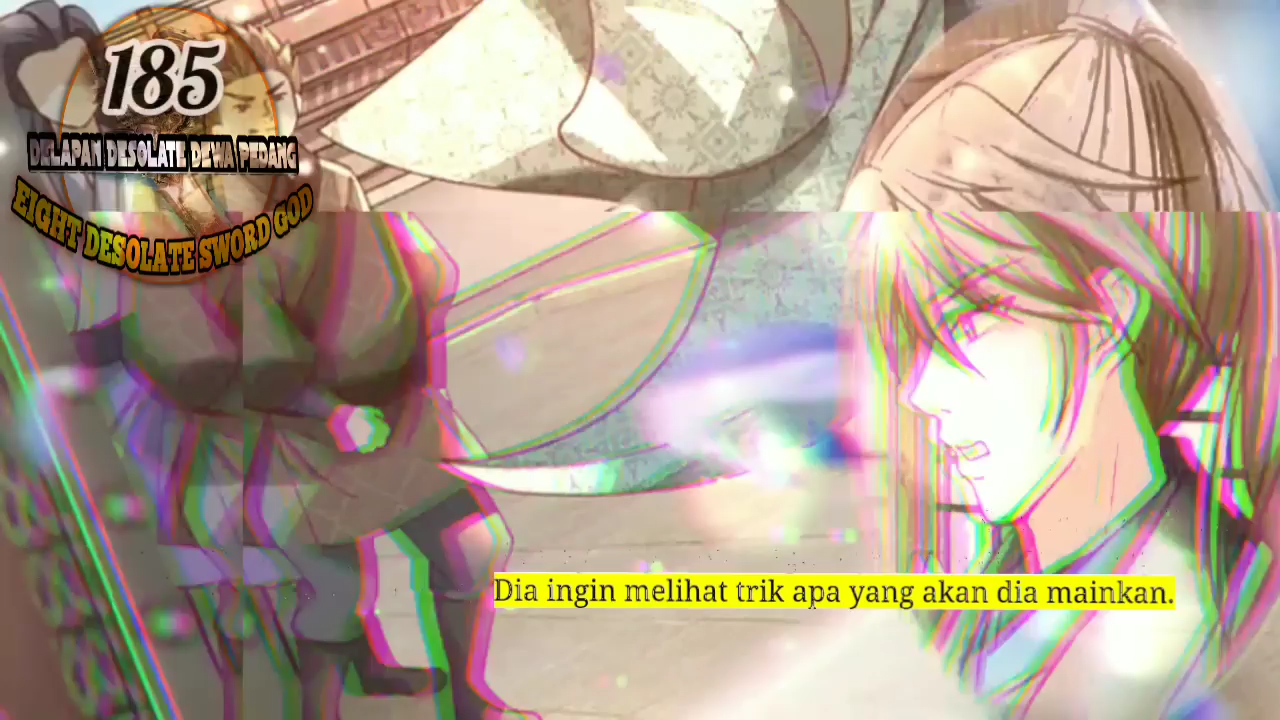 185
DELAPAN DESOLATE DEWA PEDANG
EIGHT DESOLATE SWORD GOD
Dia ingin melihat trik apa yang akan dia mainkan.